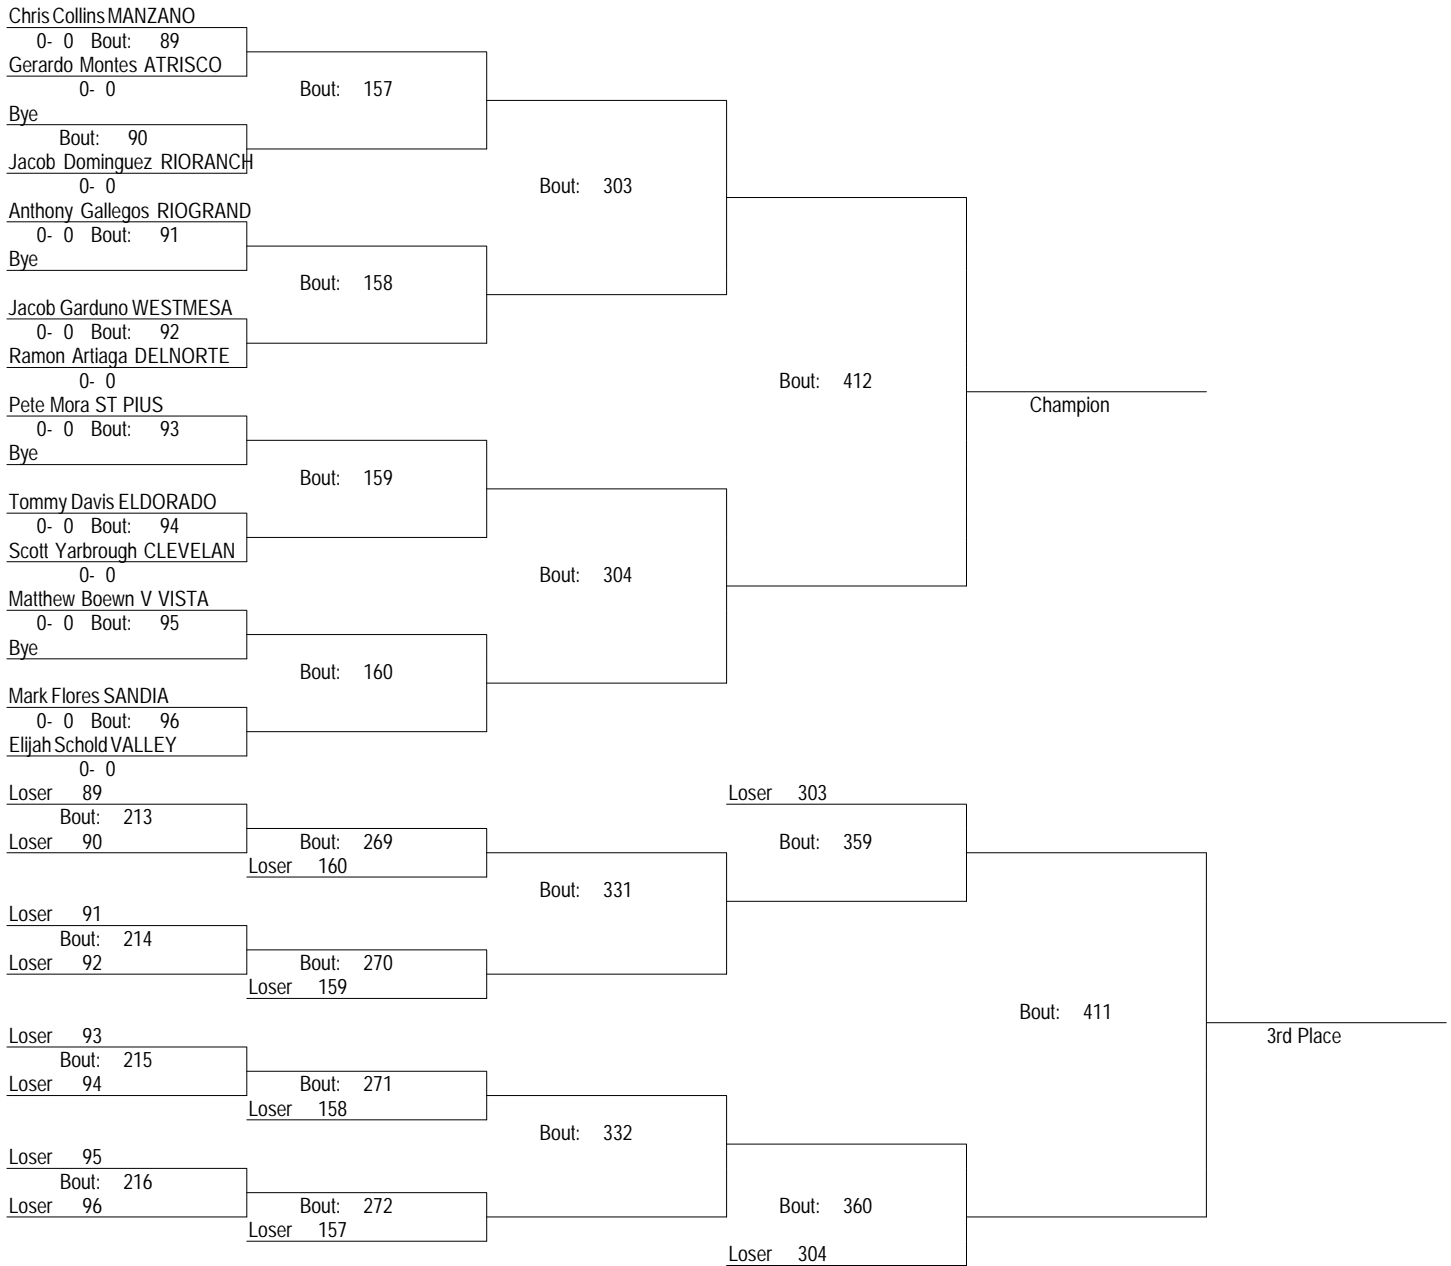 Chris Collins MANZANO
0- 0 Bout: 89
Gerardo Montes ATRISCO
0- 0
Bout: 157
Bye
Bout: 90
Jacob Dominguez RIORANCH
0- 0
Bout: 303
Anthony Gallegos RIOGRAND
0- 0 Bout: 91
Bye
Bout: 158
Jacob Garduno WESTMESA
0- 0 Bout: 92
Ramon Artiaga DELNORTE
0- 0
Bout: 412
Champion
Pete Mora ST PIUS
0- 0 Bout: 93
Bye
Bout: 159
Tommy Davis ELDORADO
0- 0 Bout: 94
Scott Yarbrough CLEVELAN
0- 0
Bout: 304
Matthew Boewn V VISTA
0- 0 Bout: 95
Bye
Bout: 160
Mark Flores SANDIA
0- 0 Bout: 96
Elijah Schold VALLEY
0- 0
Loser 89
Bout: 213
Loser 90
Bout: 269
Loser 160
Bout: 331
Loser 303
Bout: 359
Loser 91
Bout: 214
Loser 92
Bout: 270
Loser 159
Bout: 411
3rd Place
Loser 93
Bout: 215
Loser 94
Bout: 271
Loser 158
Bout: 332
Loser 95
Bout: 216
Loser 96
Bout: 272
Loser 157
Bout: 360
Loser 304